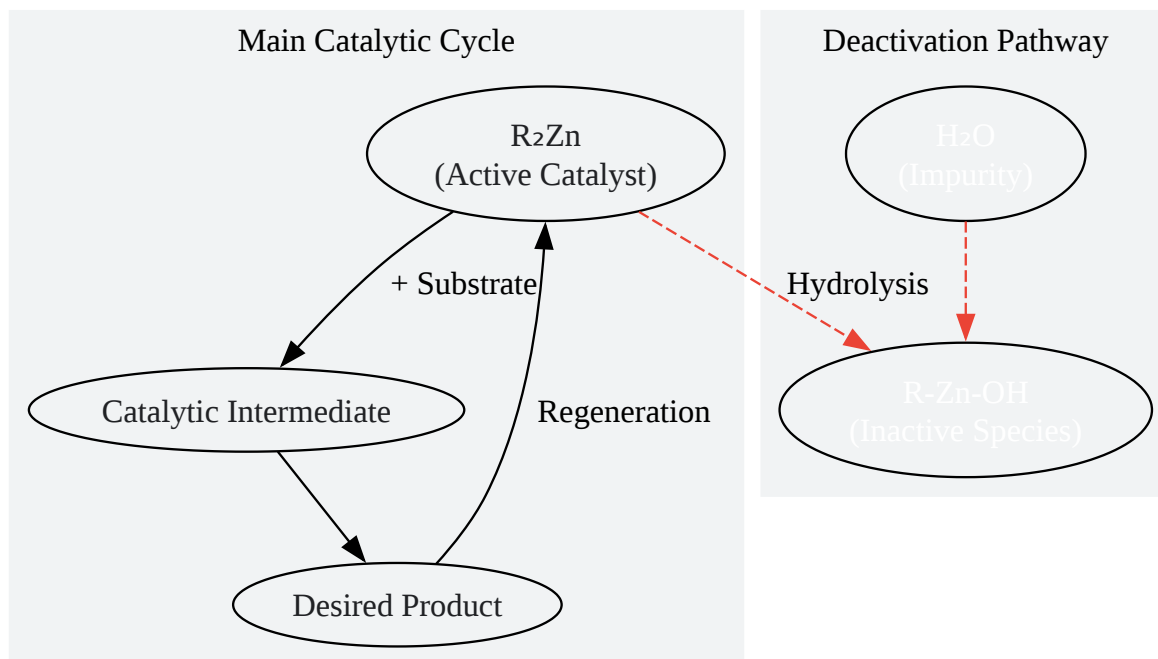 Main Catalytic Cycle
R₂Zn
(Active Catalyst)
+ Substrate
Catalytic Intermediate
Regeneration
Desired Product
Deactivation Pathway
H₂O
(Impurity)
Hydrolysis
R-Zn-OH
(Inactive Species)